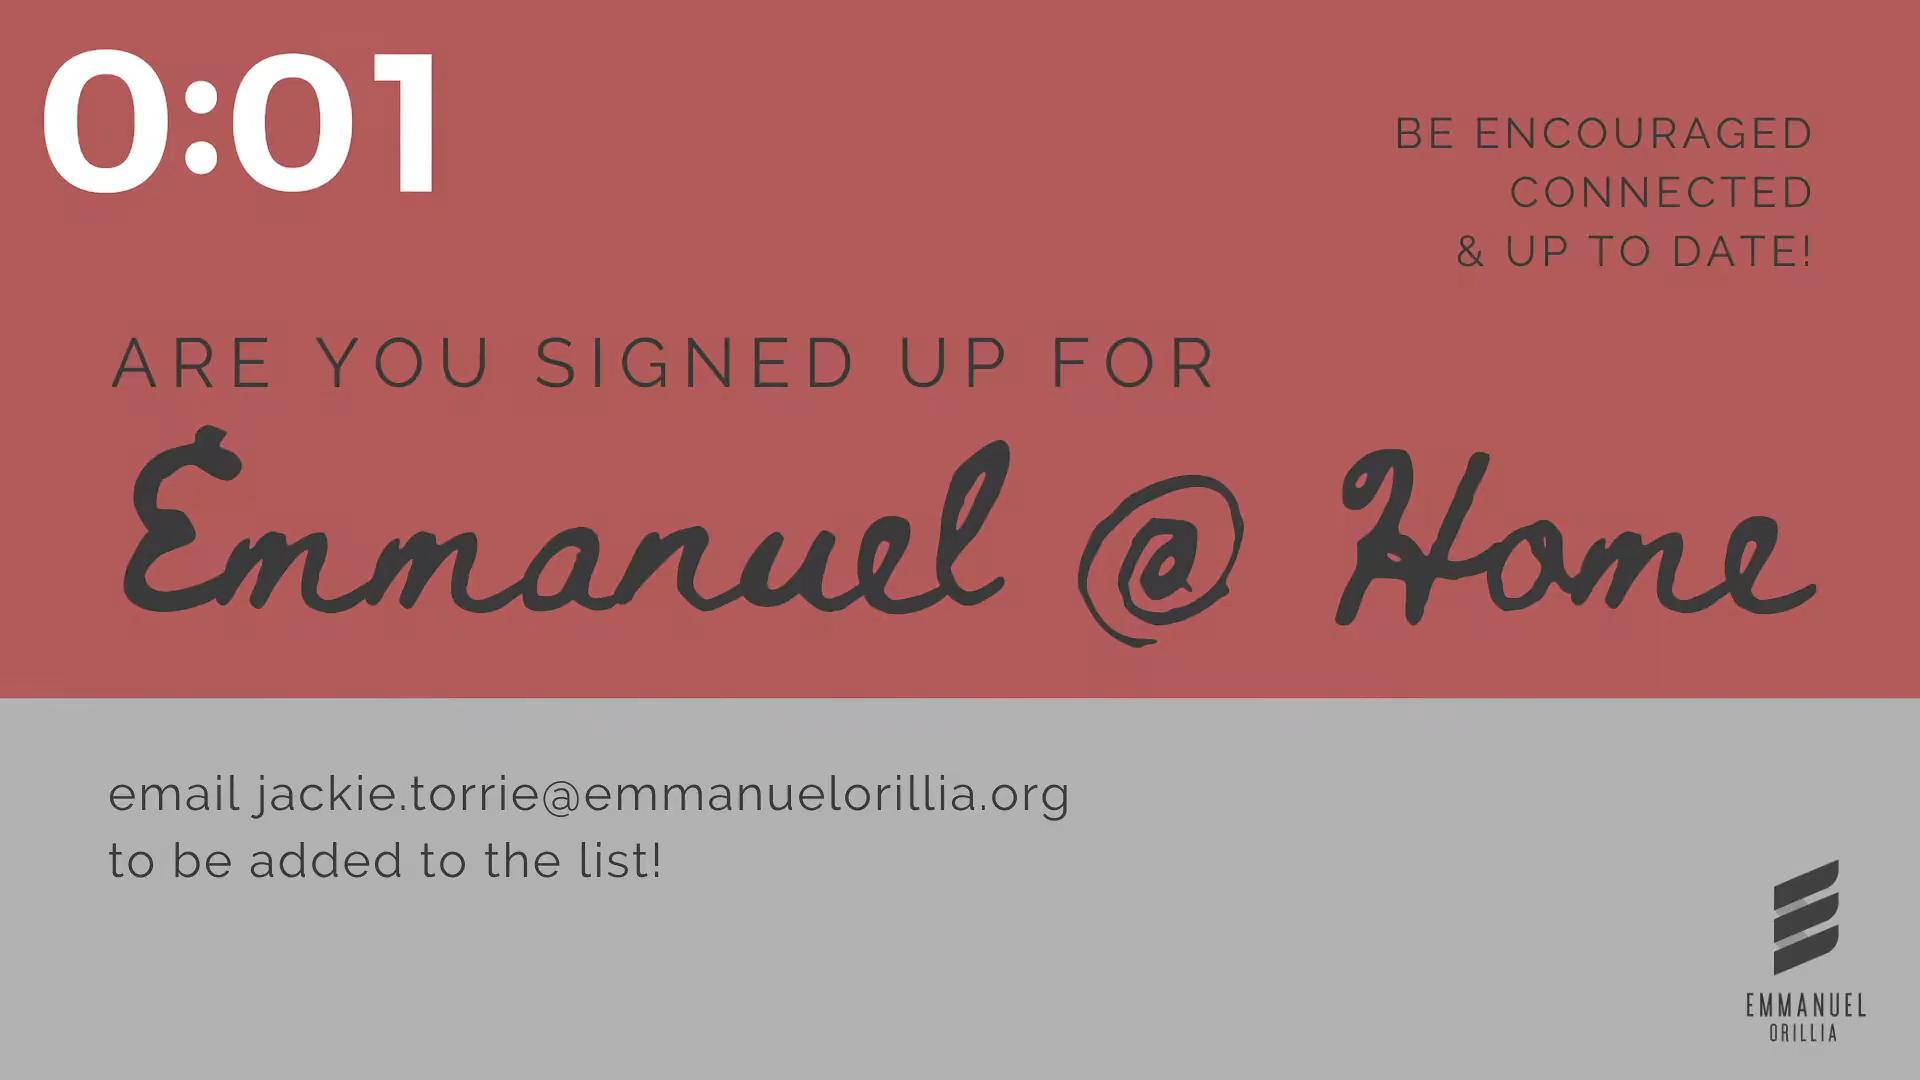 0:01
BE ENCOURAGED
CONNECTED
& UP TO DATE!
ARE YOU SIGNED UP FOR
Emmanuel @ Home
email jackie.torrie@emmanuelorillia.org
to be added to the list!
EMMANUEL
ORILLIA